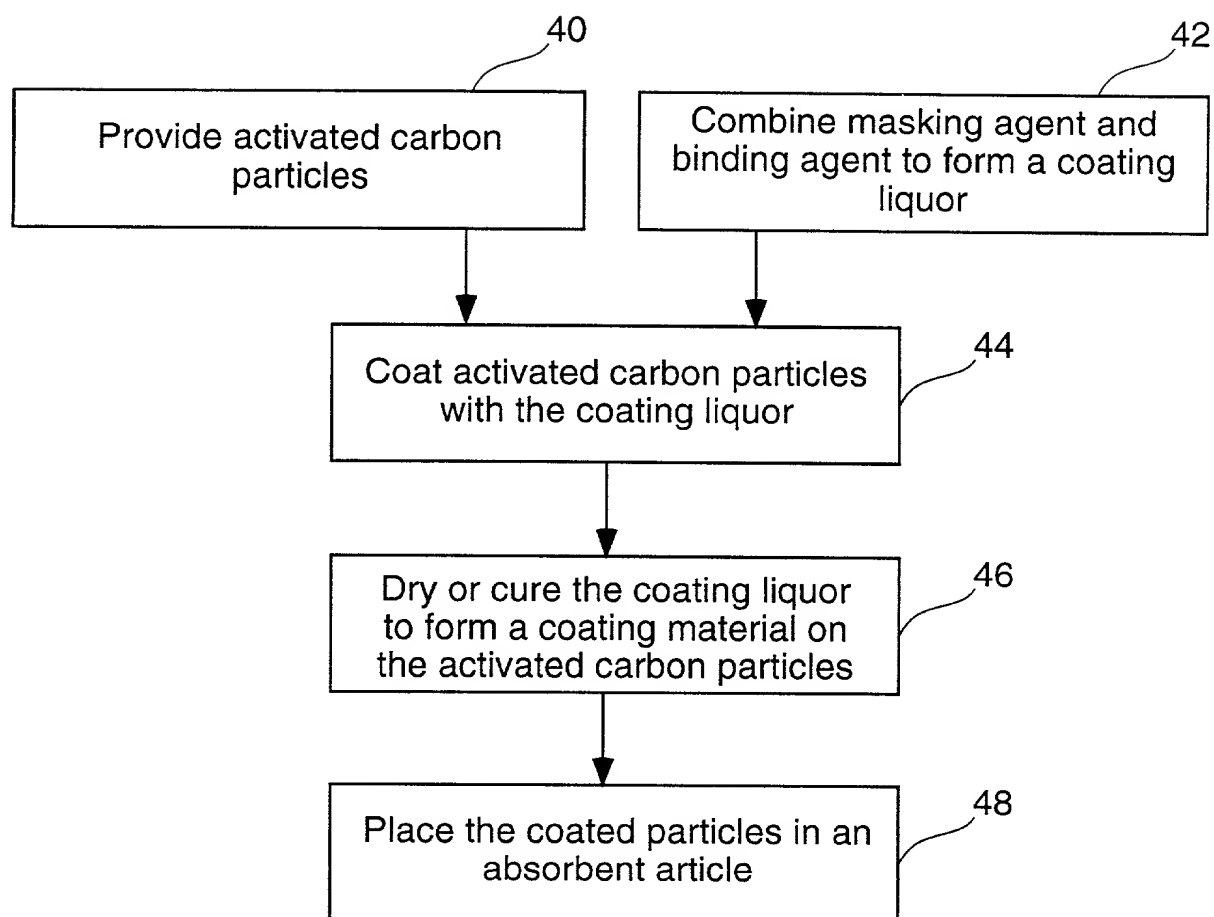 40
42
Provide activated carbon
particles
Combine masking agent and
binding agent to form a coating
liquor
44
Coat activated carbon particles
with the coating liquor
46
Dry or cure the coating liquor
to form a coating material on
the activated carbon particles
48
Place the coated particles in an
absorbent article